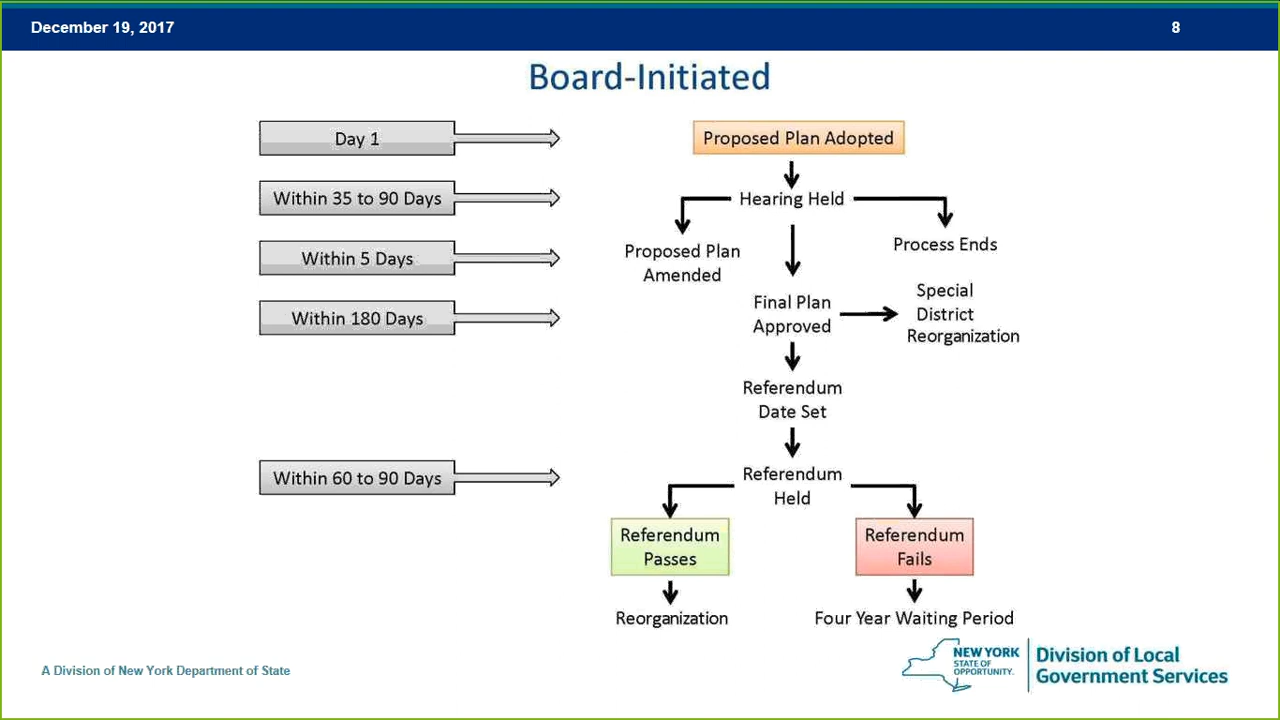 December 19, 2017
8
Board-Initiated
Day 1
Proposed Plan Adopted
Within 35 to 90 Days
Hearing Held
Within 5 Days
Proposed Plan
Amended
Process Ends
Within 180 Days
Final Plan
Approved
Special
District
Reorganization
Referendum
Date Set
Within 60 to 90 Days
Referendum
Held
Referendum
Passes
Referendum
Fails
Reorganization
Four Year Waiting Period
A Division of New York Department of State
NEW YORK
STATE OF
OPPORTUNITY.
Division of Local
Government Services